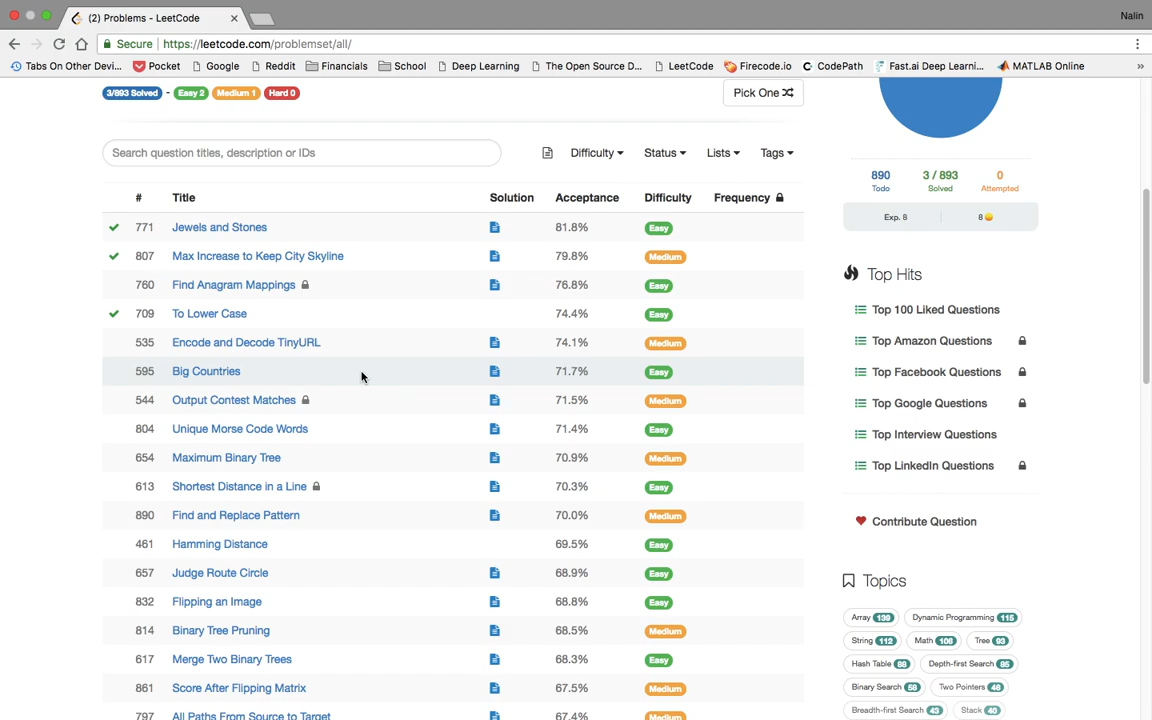 (2) Problems - LeetCode
Nalin
Secure | https://leetcode.com/problemset/all/
Tabs On Other Devi... Pocket Google Reddit Financials School Deep Learning The Open Source D... LeetCode Firecode.io CodePath Fast.ai Deep Learni... MATLAB Online »
3/893 Solved - Easy 2 Medium 1 Hard 0
Pick One
Search question titles, description or IDs
Difficulty Status Lists Tags
# Title Solution Acceptance Difficulty Frequency
771 Jewels and Stones 81.8% Easy
807 Max Increase to Keep City Skyline 79.8% Medium
760 Find Anagram Mappings 76.8% Easy
709 To Lower Case 74.4% Easy
535 Encode and Decode TinyURL 74.1% Medium
595 Big Countries 71.7% Easy
544 Output Contest Matches 71.5% Medium
804 Unique Morse Code Words 71.4% Easy
654 Maximum Binary Tree 70.9% Medium
613 Shortest Distance in a Line 70.3% Easy
890 Find and Replace Pattern 70.0% Medium
461 Hamming Distance 69.5% Easy
657 Judge Route Circle 68.9% Easy
832 Flipping an Image 68.8% Easy
814 Binary Tree Pruning 68.5% Medium
617 Merge Two Binary Trees 68.3% Easy
861 Score After Flipping Matrix 67.5% Medium
797 All Paths From Source to Target 67.4% Medium
890 3 / 893 0
Todo Solved Attempted
Exp. 8 8
Top Hits
Top 100 Liked Questions
Top Amazon Questions
Top Facebook Questions
Top Google Questions
Top Interview Questions
Top LinkedIn Questions
Contribute Question
Topics
Array 139 Dynamic Programming 115
String 112 Math 106 Tree 93
Hash Table 88 Depth-first Search 85
Binary Search 58 Two Pointers 48
Breadth-first Search 43 Stack 40